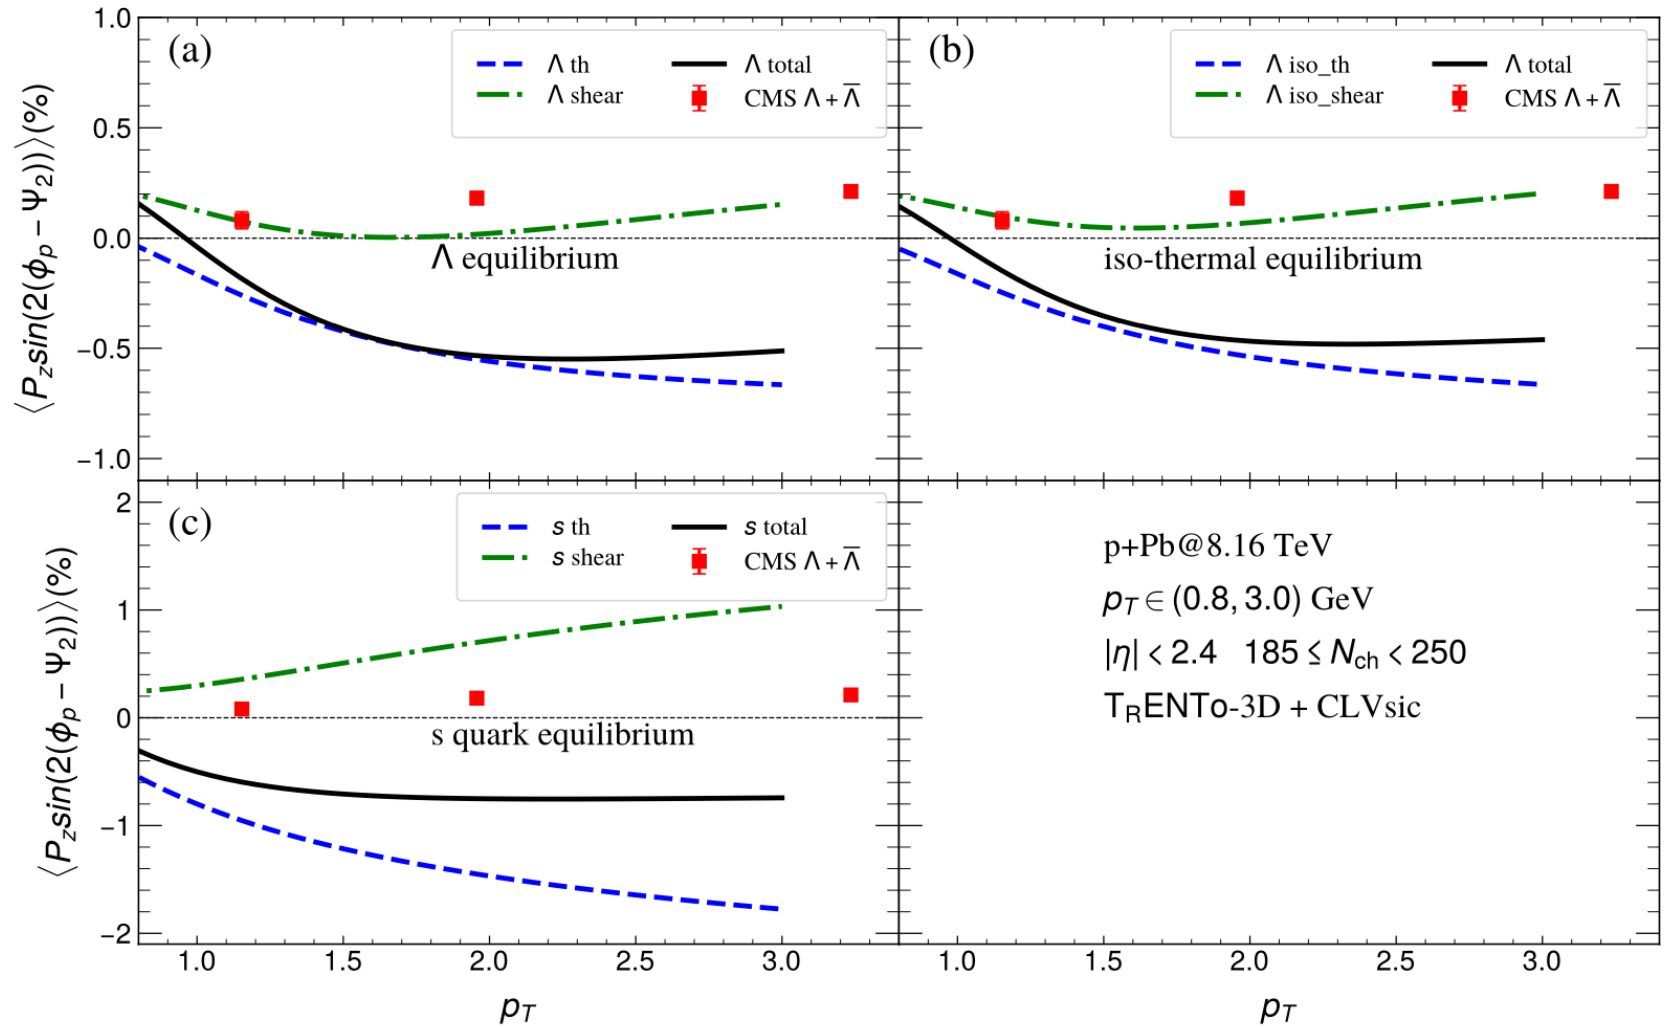 (a)
Λ th
Λ shear
Λ total
CMS Λ + Λ̅
Λ equilibrium
⟨P_z sin(2(ϕ_p − Ψ_2))⟩(%)
1.0
0.5
0.0
−0.5
−1.0
(b)
Λ iso_th
Λ iso_shear
Λ total
CMS Λ + Λ̅
iso-thermal equilibrium
(c)
s th
s shear
s total
CMS Λ + Λ̅
s quark equilibrium
⟨P_z sin(2(ϕ_p − Ψ_2))⟩(%)
2
1
0
−1
−2
1.0 1.5 2.0 2.5 3.0
p_T
p+Pb@8.16 TeV
p_T ∈ (0.8, 3.0) GeV
|η| < 2.4 185 ≤ N_ch < 250
T_RENTo-3D + CLVsic
1.0 1.5 2.0 2.5 3.0
p_T